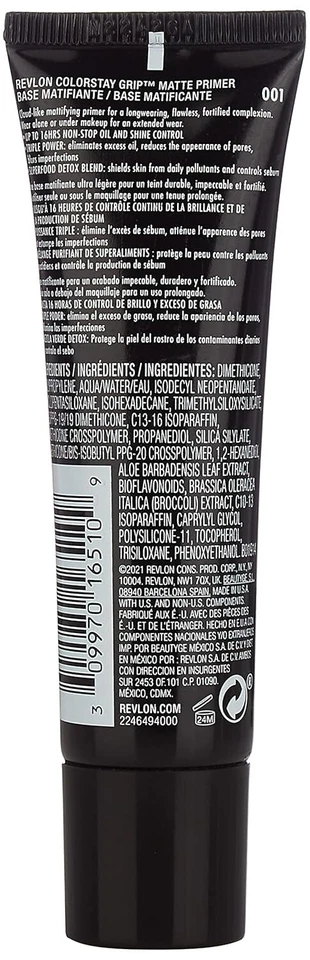 REVLON COLORSTAY GRIP™ MATTE PRIMER
BASE MATIFIANTE / BASE MATIFICANTE 001
Cloud-like mattifying primer for a longwearing, flawless, fortified complexion.
Wear alone or under makeup for an extended wear.
UP TO 16HRS NON-STOP OIL AND SHINE CONTROL
TRIPLE POWER: eliminates excess oil, reduces the appearance of pores,
blurs imperfections
SUPERFOOD DETOX BLEND: shields skin from daily pollutants and controls sebum
base matifiante ultra légère pour un teint durable, impeccable et fortifié.
seule ou sous le maquillage pour une tenue prolongée.
JUSQU'À 16 HEURES DE CONTRÔLE CONTINU DE LA BRILLANCE ET DE
LA PRODUCTION DE SÉBUM
PUISSANCE TRIPLE : élimine l'excès de sébum, atténue l'apparence des pores
et estompe les imperfections
MÉLANGE PURIFIANT DE SUPERALIMENTS : protège la peau contre les polluants
et contrôle la production de sébum
matificante para un acabado impecable, duradero y fortificado.
o debajo del maquillaje para un uso prolongado.
16 HORAS DE CONTROL DE BRILLO Y EXCESO DE GRASA
TRIPLE PODER: elimina el exceso de grasa, reduce la apariencia de poros,
las imperfecciones
MEZCLA VERDE DETOX: Protege la piel del rostro de los contaminantes diarios
controla el sebo
INGREDIENTS / INGRÉDIENTS / INGREDIENTES: DIMETHICONE,
AQUA/WATER/EAU, ISODECYL NEOPENTANOATE,
ISOHEXADECANE, TRIMETHYLSILOXYSILICATE,
DIMETHICONE, C13-16 ISOPARAFFIN,
CROSSPOLYMER, PROPANEDIOL, SILICA SILYLATE,
PPG-20 CROSSPOLYMER, 1,2-HEXANEDIOL,
ALOE BARBADENSIS LEAF EXTRACT,
BIOFLAVONOIDS, BRASSICA OLERACEA
ITALICA (BROCCOLI) EXTRACT, C10-13
ISOPARAFFIN, CAPRYLYL GLYCOL,
POLYSILICONE-11, TOCOPHEROL,
TRISILOXANE, PHENOXYETHANOL. B01914
©2021 REVLON CONS. PROD. CORP., NY, NY
10004. REVLON, NW1 7QX, UK. BEAUTYGE, S.L.
08940 BARCELONA SPAIN. MADE IN U.S.A.
WITH U.S. AND NON-U.S. COMPONENTS.
FABRIQUÉ AUX É.-U. AVEC DES PIÈCES DES
É.-U. ET DE L'ÉTRANGER. HECHO EN E.U.A CON
COMPONENTES NACIONALES Y/O EXTRANJEROS
IMP. POR BEAUTYGE MÉXICO S.A. DE C.V. Y DIST
EN MÉXICO POR : REVLON S.A. DE C.V. AMBES
CON DIRECCION EN INSURGENTES
SUR 2453 OF.101 C.P. 01090.
MÉXICO, CDMX.
REVLON.COM
2246494000
24M
3 09970 16510 9